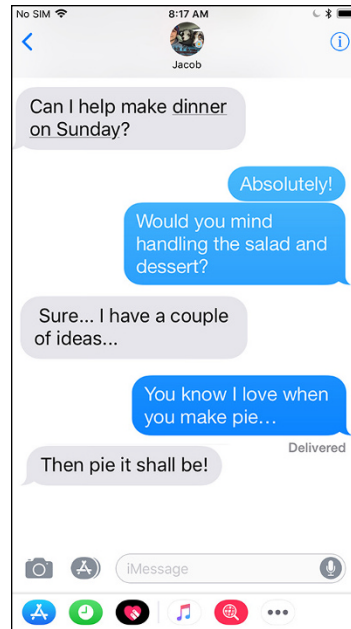 No SIM 8:17 AM
Jacob
Can I help make dinner
on Sunday?
Absolutely!
Would you mind
handling the salad and
dessert?
Sure... I have a couple
of ideas...
You know I love when
you make pie...
Delivered
Then pie it shall be!
iMessage